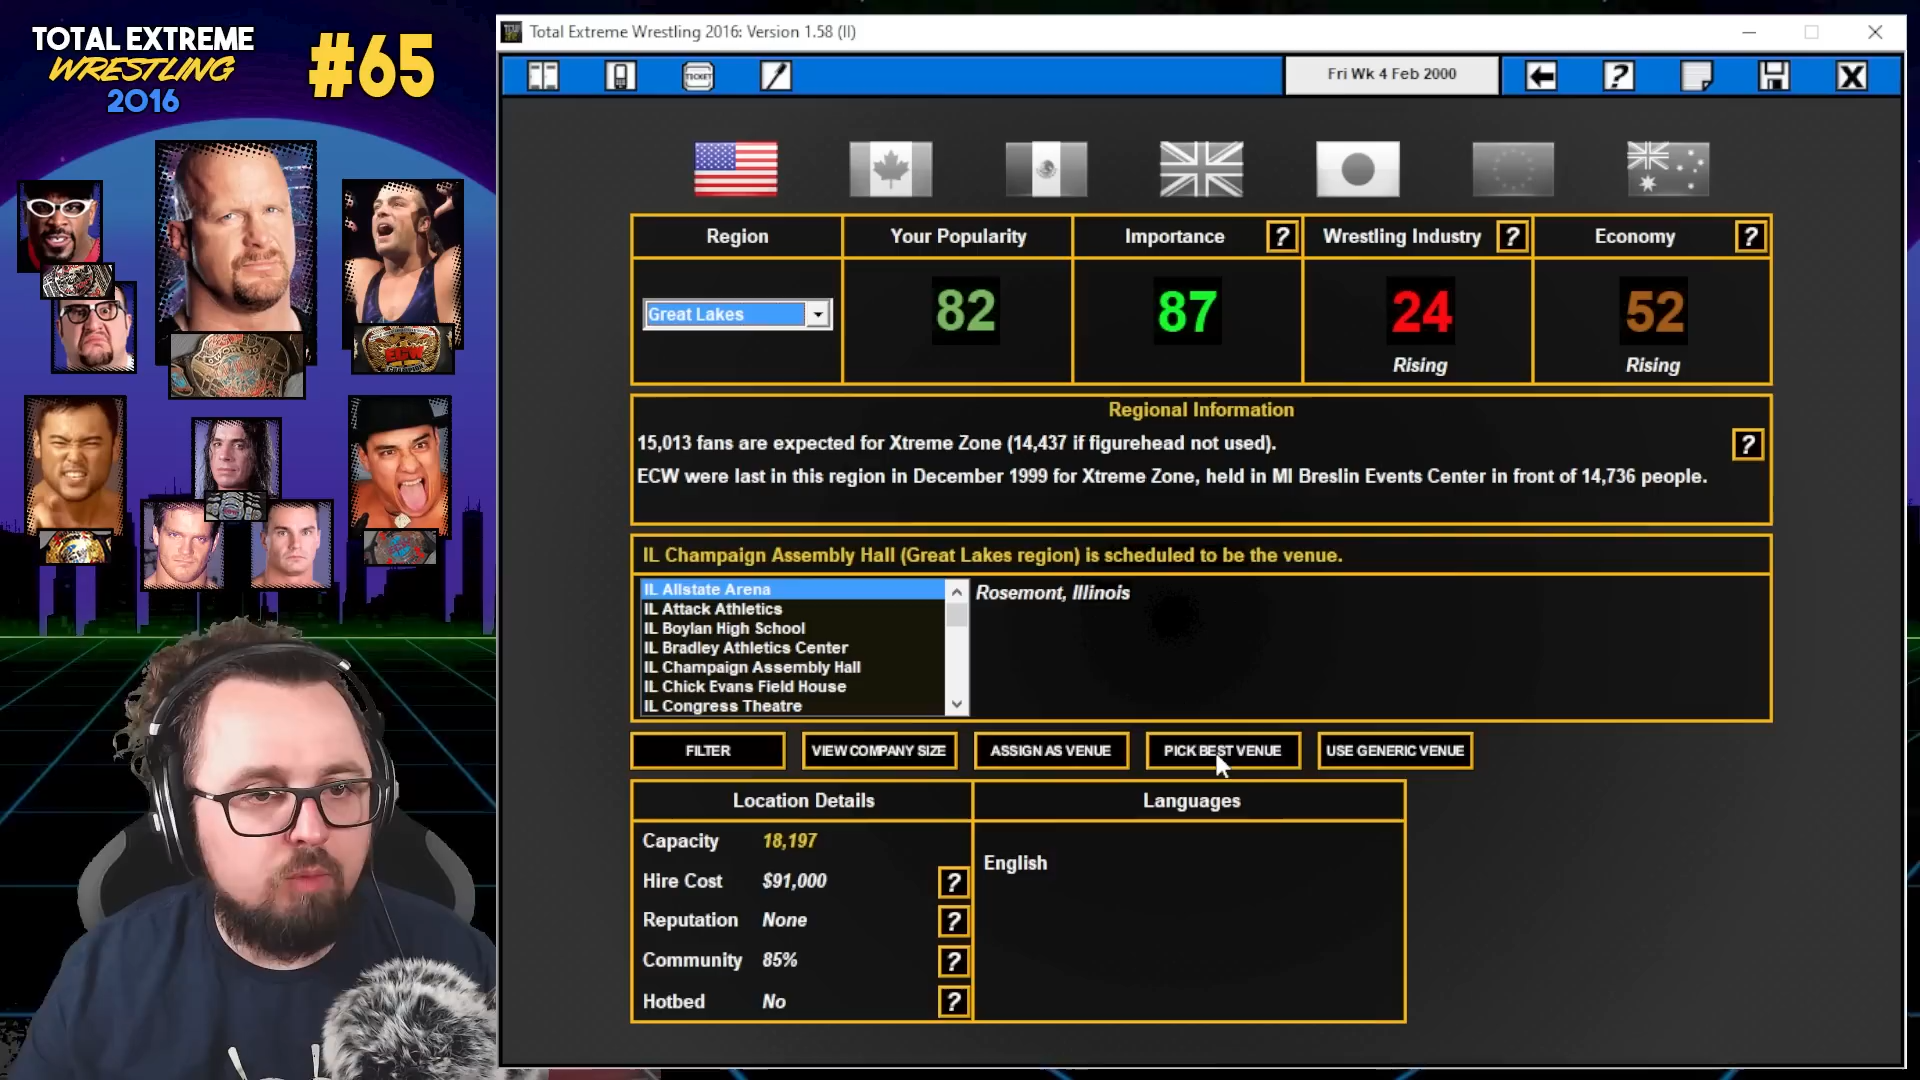 TOTAL EXTREME
WRESTLING
2016
#65
Total Extreme Wrestling 2016: Version 1.58 (II)
TICKET
Fri Wk 4 Feb 2000
?
X
Region
Your Popularity
Importance
?
Wrestling Industry
?
Economy
?
Great Lakes
82
87
24
52
Rising
Rising
Regional Information
15,013 fans are expected for Xtreme Zone (14,437 if figurehead not used).
?
ECW were last in this region in December 1999 for Xtreme Zone, held in MI Breslin Events Center in front of 14,736 people.
IL Champaign Assembly Hall (Great Lakes region) is scheduled to be the venue.
IL Allstate Arena
IL Attack Athletics
IL Boylan High School
IL Bradley Athletics Center
IL Champaign Assembly Hall
IL Chick Evans Field House
IL Congress Theatre
Rosemont, Illinois
FILTER
VIEW COMPANY SIZE
ASSIGN AS VENUE
PICK BEST VENUE
USE GENERIC VENUE
Location Details
Capacity 18,197
Hire Cost $91,000 ?
Reputation None ?
Community 85% ?
Hotbed No ?
Languages
English
ECW